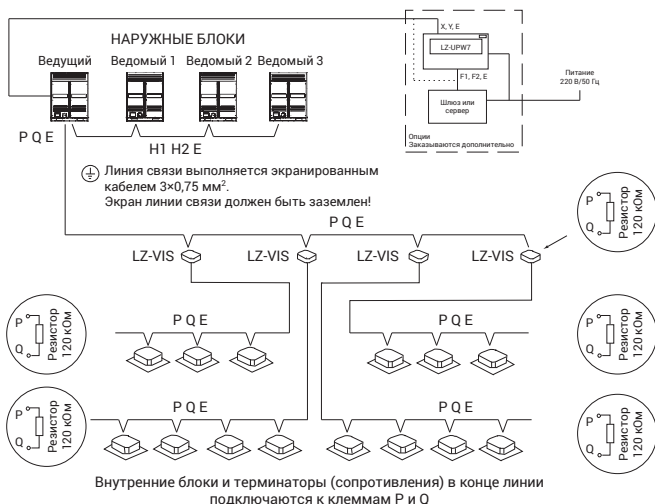 НАРУЖНЫЕ БЛОКИ
Ведущий Ведомый 1 Ведомый 2 Ведомый 3
P Q E
H1 H2 E
X, Y, E
LZ-UPW7
F1, F2, E
Шлюз или
сервер
Опции
Заказываются дополнительно
Питание
220 В/50 Гц
Линия связи выполняется экранированным
кабелем 3×0,75 мм².
Экран линии связи должен быть заземлен!
P Q E
LZ-VIS LZ-VIS LZ-VIS LZ-VIS
P
Q
Резистор
120 кОм
P
Q
Резистор
120 кОм
P Q E
P Q E
P
Q
Резистор
120 кОм
P
Q
Резистор
120 кОм
P Q E
P Q E
P
Q
Резистор
120 кОм
Внутренние блоки и терминаторы (сопротивления) в конце линии
подключаются к клеммам P и Q